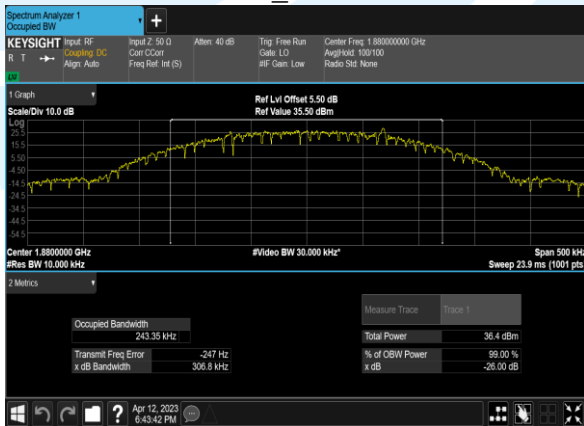 Spectrum Analyzer 1
Occupied BW
KEYSIGHT
R T
Input: RF
Coupling: DC
Align: Auto
Input Z: 50 Ω
Corr CCorr
Freq Ref: Int (S)
Atten: 40 dB
Trig: Free Run
Gate: LO
#IF Gain: Low
Center Freq: 1.880000000 GHz
Avg|Hold: 100/100
Radio Std: None
1 Graph
Scale/Div 10.0 dB
Ref Lvl Offset 5.50 dB
Ref Value 35.50 dBm
Log
25.5
15.5
5.50
-4.50
-14.5
-24.5
-34.5
-44.5
-54.5
Center 1.8800000 GHz
#Res BW 10.000 kHz
#Video BW 30.000 kHz*
Span 500 kHz
Sweep 23.9 ms (1001 pts
2 Metrics
Measure Trace
Trace 1
Occupied Bandwidth
243.35 kHz
Total Power
36.4 dBm
Transmit Freq Error
-247 Hz
% of OBW Power
99.00 %
x dB Bandwidth
306.8 kHz
x dB
-26.00 dB
?
Apr 12, 2023
6:43:42 PM